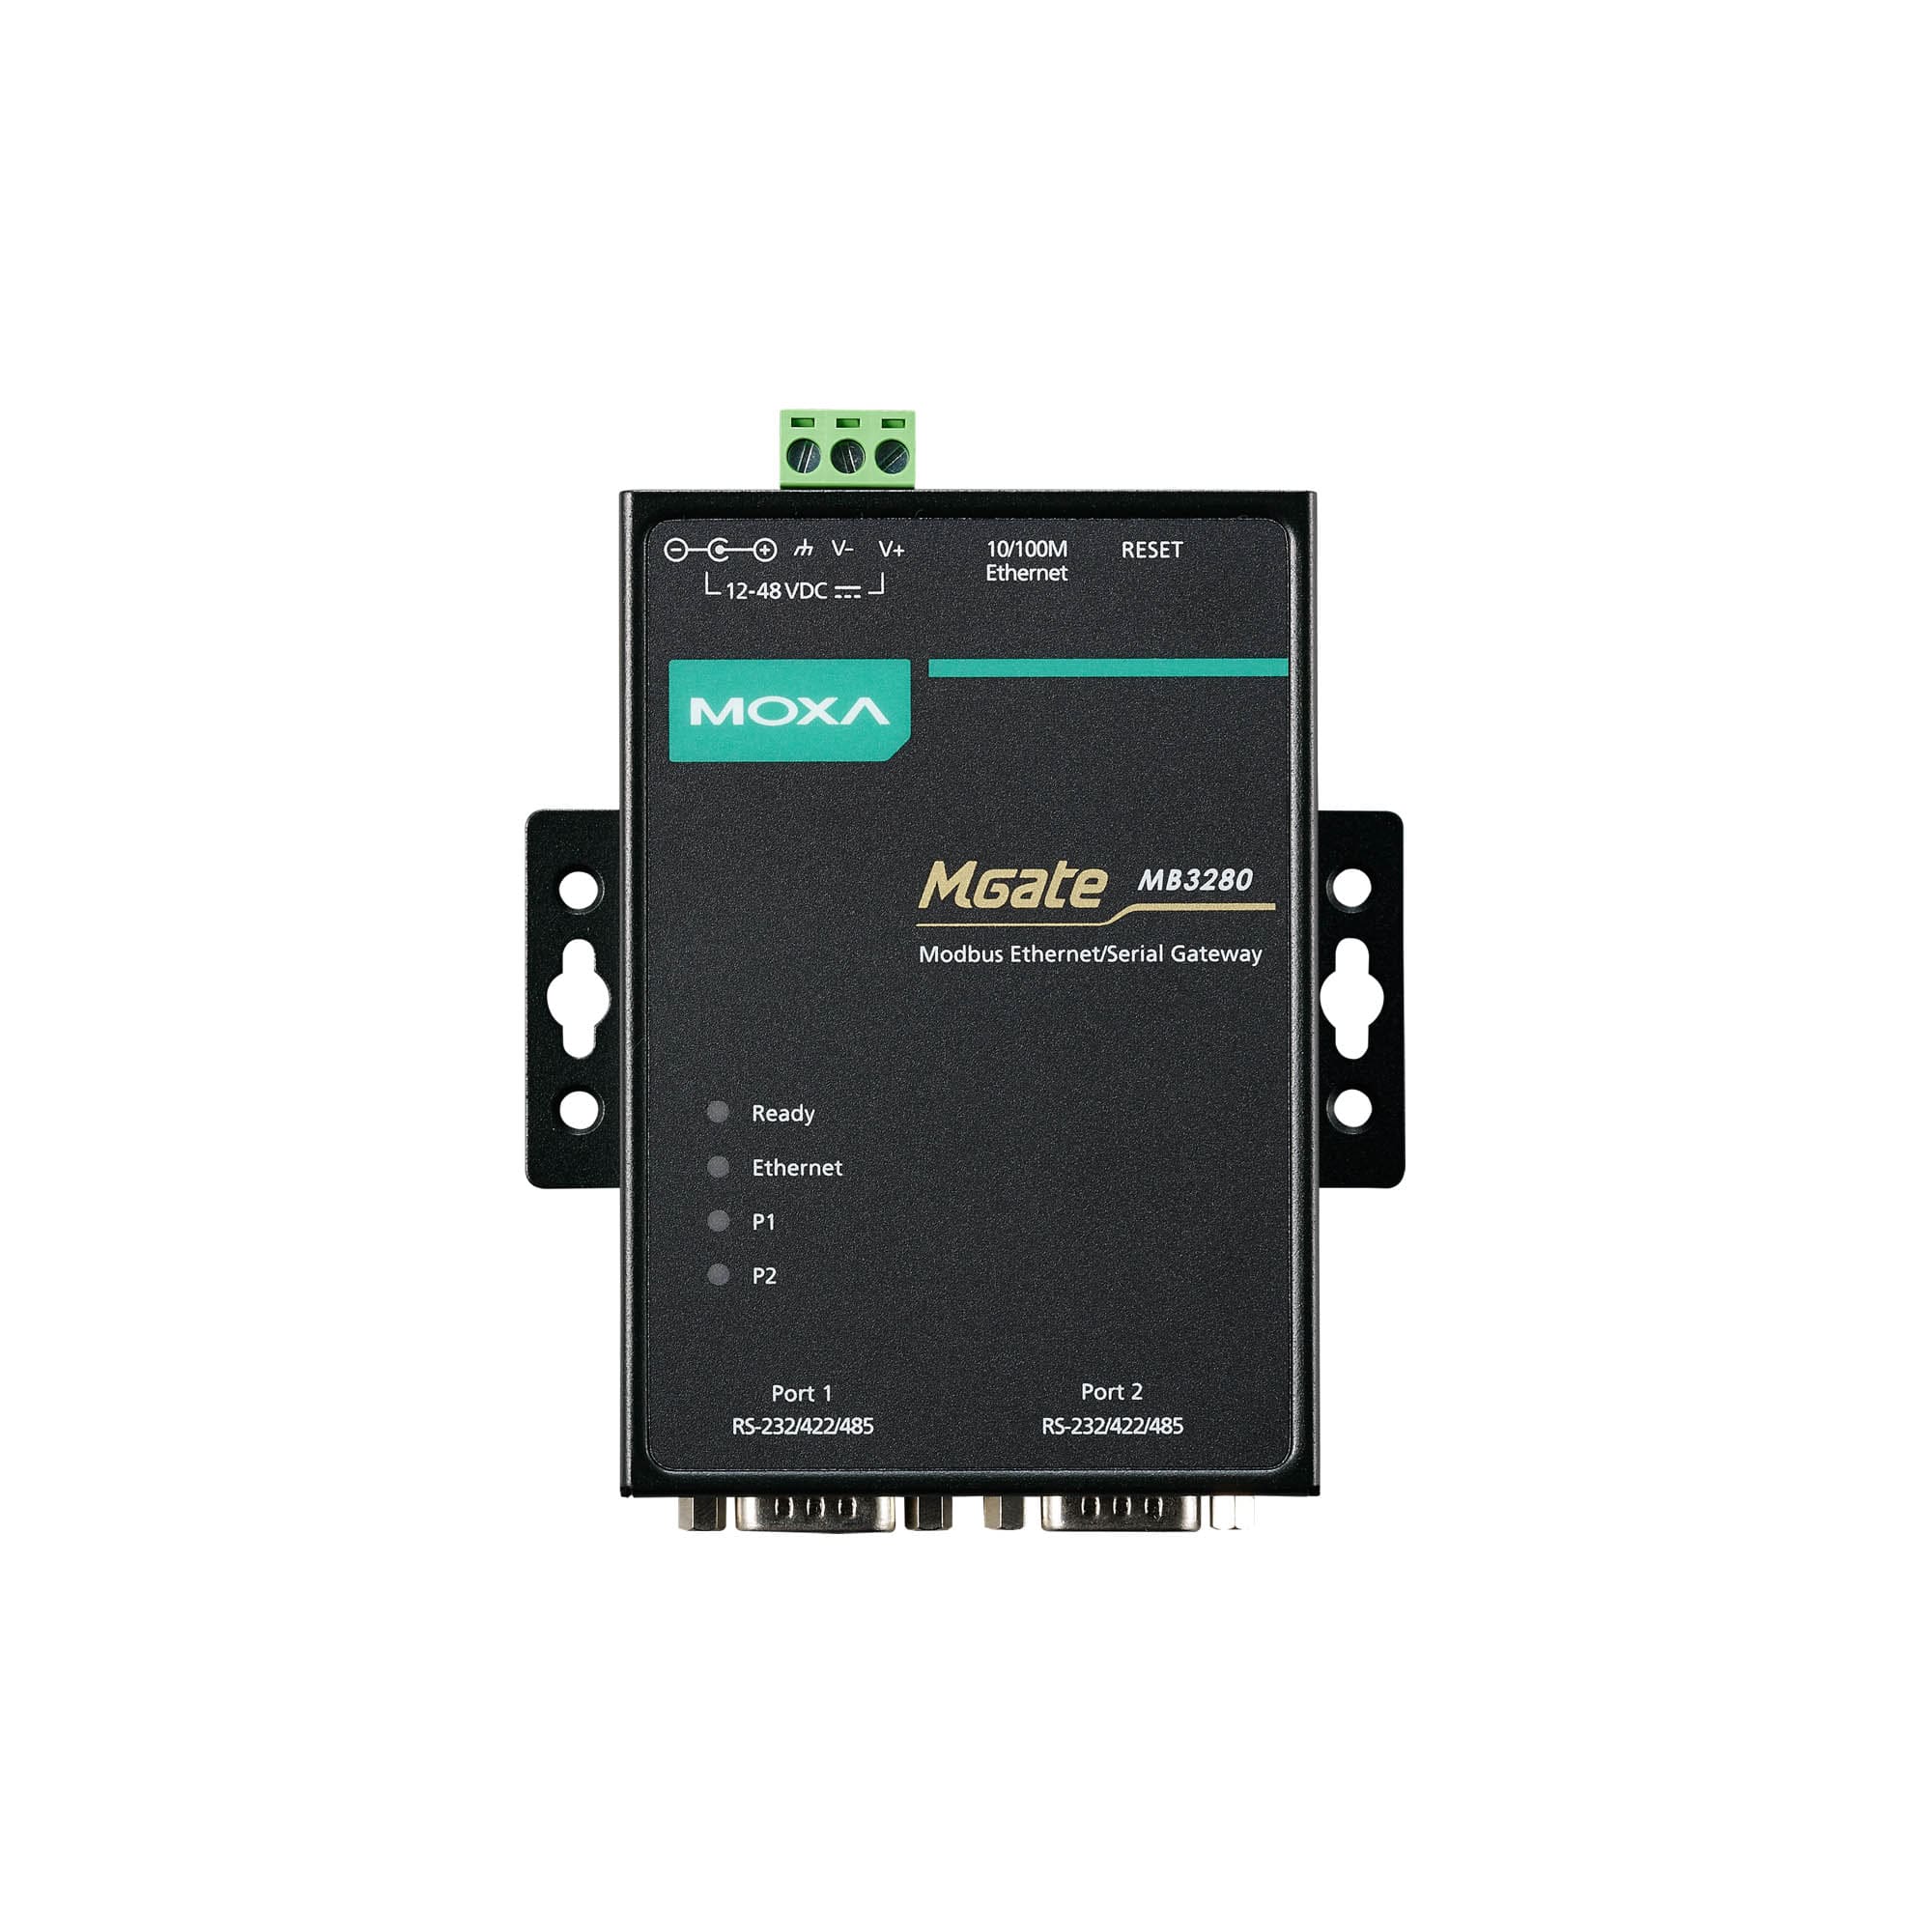 V– V+
12-48 VDC
10/100M
Ethernet
RESET
MOXA
MGate MB3280
Modbus Ethernet/Serial Gateway
Ready
Ethernet
P1
P2
Port 1
RS-232/422/485
Port 2
RS-232/422/485